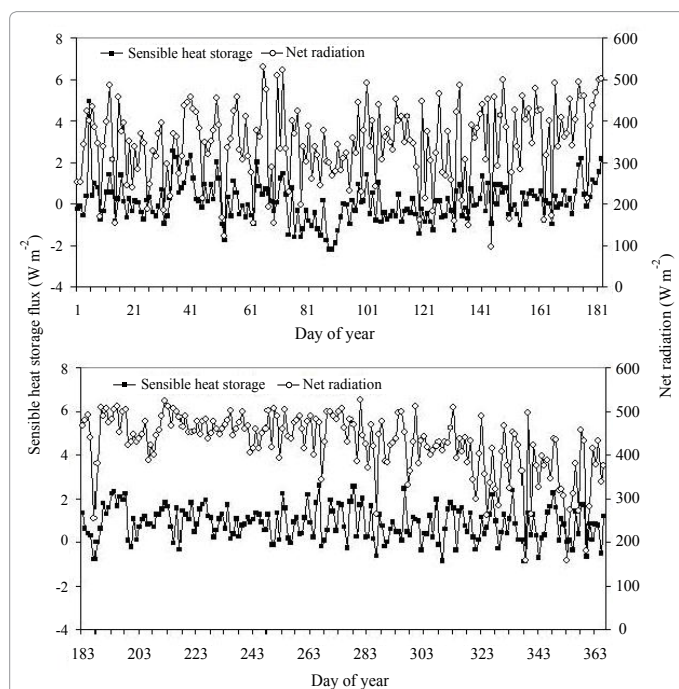 Sensible heat storage flux (W m⁻²)
Net radiation (W m⁻²)
8 600
Sensible heat storage Net radiation
6 500
4 400
2 300
0 200
-2 100
-4 0
1 21 41 61 81 101 121 141 161 181
Day of year
8 600
Sensible heat storage Net radiation
6 500
4 400
2 300
0 200
-2 100
-4 0
183 203 223 243 263 283 303 323 343 363
Day of year